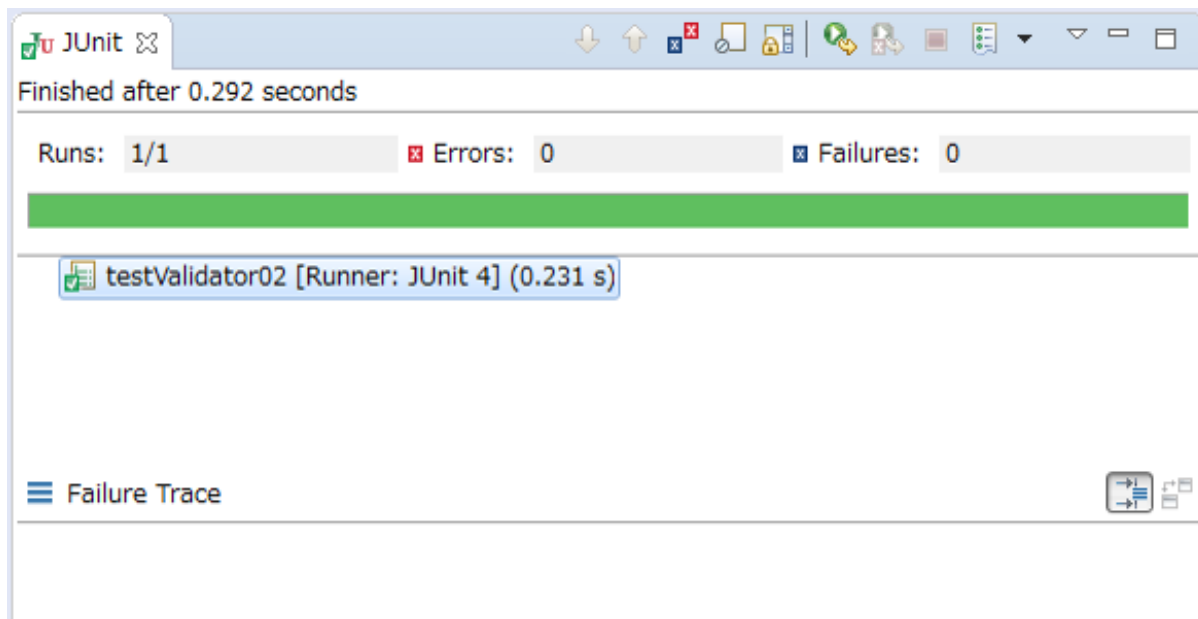 JUnit
Finished after 0.292 seconds
Runs: 1/1 Errors: 0 Failures: 0
testValidator02 [Runner: JUnit 4] (0.231 s)
Failure Trace